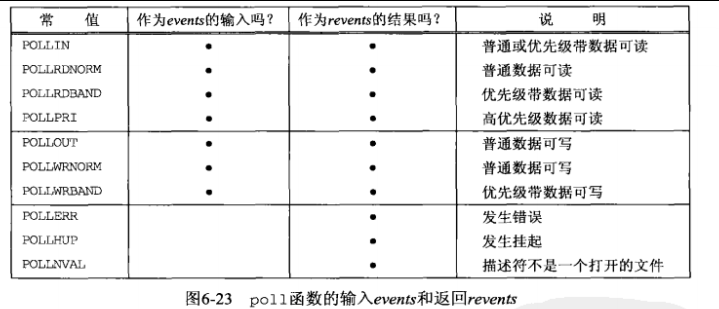 常 值 作为events的输入吗? 作为revents的结果吗? 说 明
POLLIN • • 普通或优先级带数据可读
POLLRDNORM • • 普通数据可读
POLLRDBAND • • 优先级带数据可读
POLLPRI • • 高优先级数据可读
POLLOUT • • 普通数据可写
POLLWRNORM • • 普通数据可写
POLLWRBAND • • 优先级带数据可写
POLLERR • 发生错误
POLLHUP • 发生挂起
POLLNVAL • 描述符不是一个打开的文件
图6-23 poll函数的输入events和返回revents